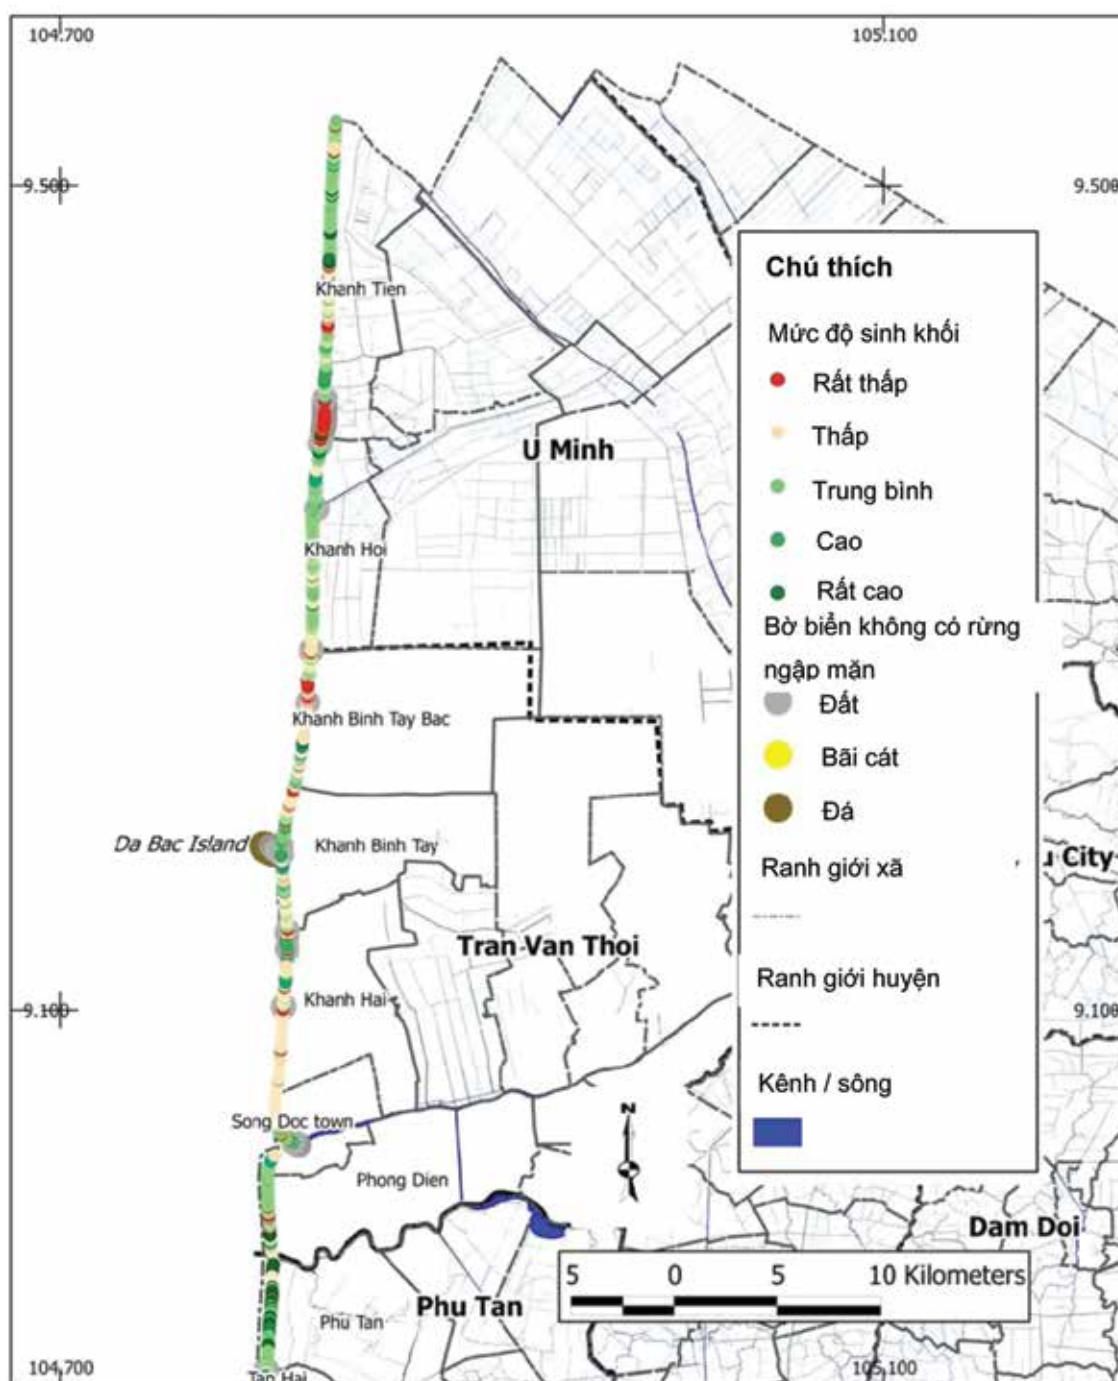 104.700
105.100
9.500
9.500
Chú thích
Mức độ sinh khối
Rất thấp
Thấp
Trung bình
Cao
Rất cao
Bờ biển không có rừng
ngập mặn
Đất
Bãi cát
Đá
Ranh giới xã
Ranh giới huyện
Kênh / sông
Khanh Tien
U Minh
Khanh Hoi
Khanh Binh Tay Bac
Da Bac Island
Khanh Binh Tay
City
Tran Van Thoi
Khanh Hai
9.100
9.100
Song Doc town
N
Phong Dien
Dam Doi
5 0 5 10 Kilometers
Phu Tan
Phu Tan
104.700
105.100
Tan Hai